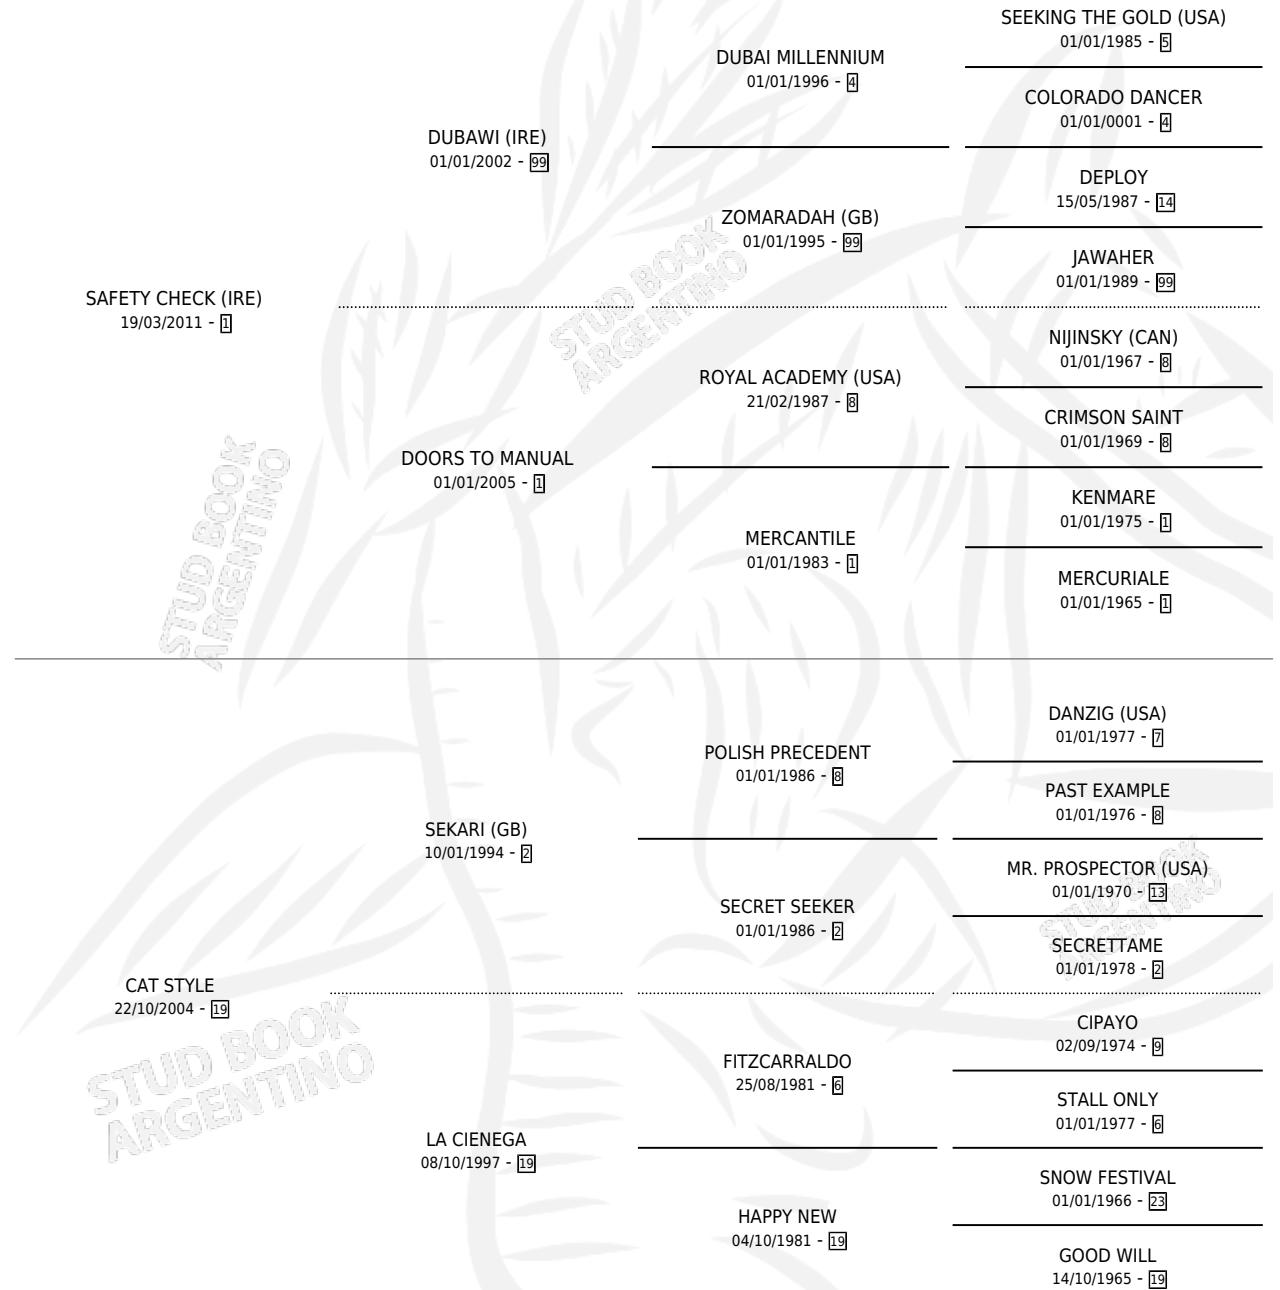 SEEKING THE GOLD (USA)
01/01/1985 - 5
DUBAI MILLENNIUM
01/01/1996 - 4
COLORADO DANCER
01/01/0001 - 4
DUBAWI (IRE)
01/01/2002 - 99
DEPLOY
15/05/1987 - 14
ZOMARADAH (GB)
01/01/1995 - 99
JAWAHER
01/01/1989 - 99
SAFETY CHECK (IRE)
19/03/2011 - 1
NIJINSKY (CAN)
01/01/1967 - 8
ROYAL ACADEMY (USA)
21/02/1987 - 8
CRIMSON SAINT
01/01/1969 - 8
DOORS TO MANUAL
01/01/2005 - 1
KENMARE
01/01/1975 - 1
MERCANTILE
01/01/1983 - 1
MERCURIALE
01/01/1965 - 1
DANZIG (USA)
01/01/1977 - 7
POLISH PRECEDENT
01/01/1986 - 8
PAST EXAMPLE
01/01/1976 - 8
SEKARI (GB)
10/01/1994 - 2
MR. PROSPECTOR (USA)
01/01/1970 - 13
SECRET SEEKER
01/01/1986 - 2
SECRETTAME
01/01/1978 - 2
CAT STYLE
22/10/2004 - 19
CIPAYO
02/09/1974 - 9
FITZCARRALDO
25/08/1981 - 6
STALL ONLY
01/01/1977 - 6
LA CIENEGA
08/10/1997 - 19
SNOW FESTIVAL
01/01/1966 - 23
HAPPY NEW
04/10/1981 - 19
GOOD WILL
14/10/1965 - 19
STUD BOOK
ARGENTINO
STUD BOOK
ARGENTINO
STUD BOOK
ARGENTINO
STUD BOOK
ARGENTINO